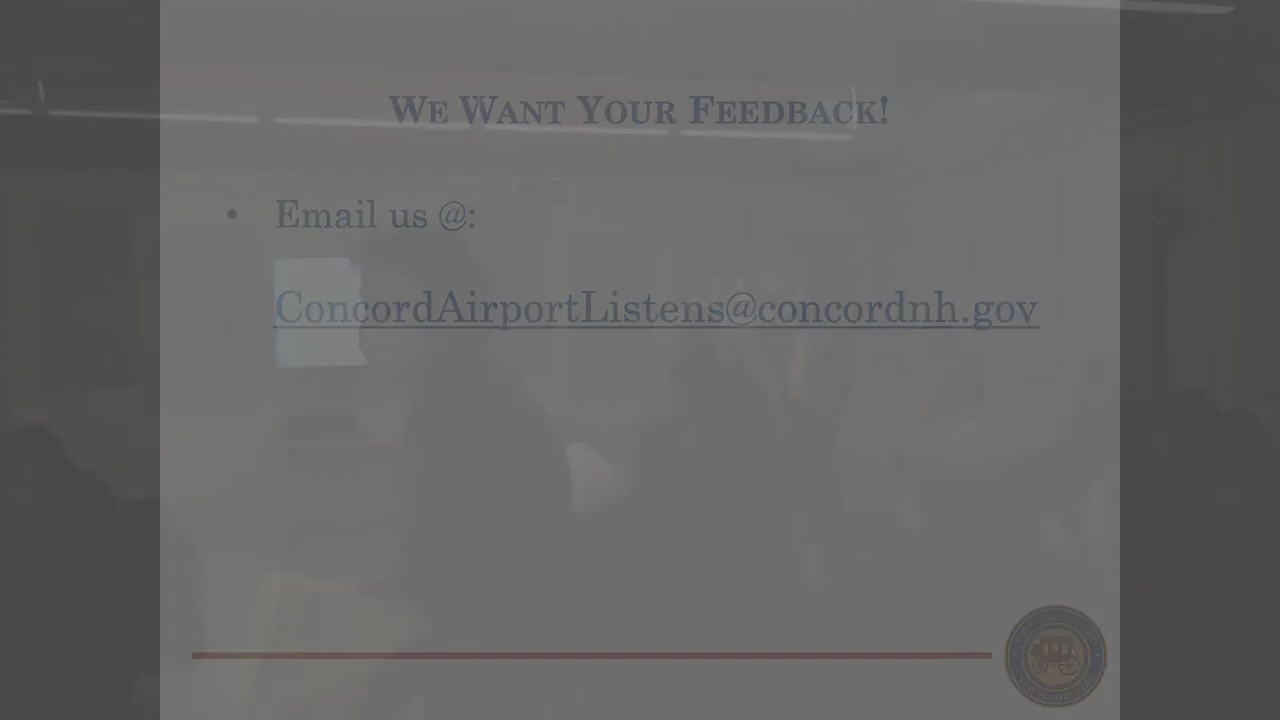 WE WANT YOUR FEEDBACK!
• Email us @:
ConcordAirportListens@concordnh.gov